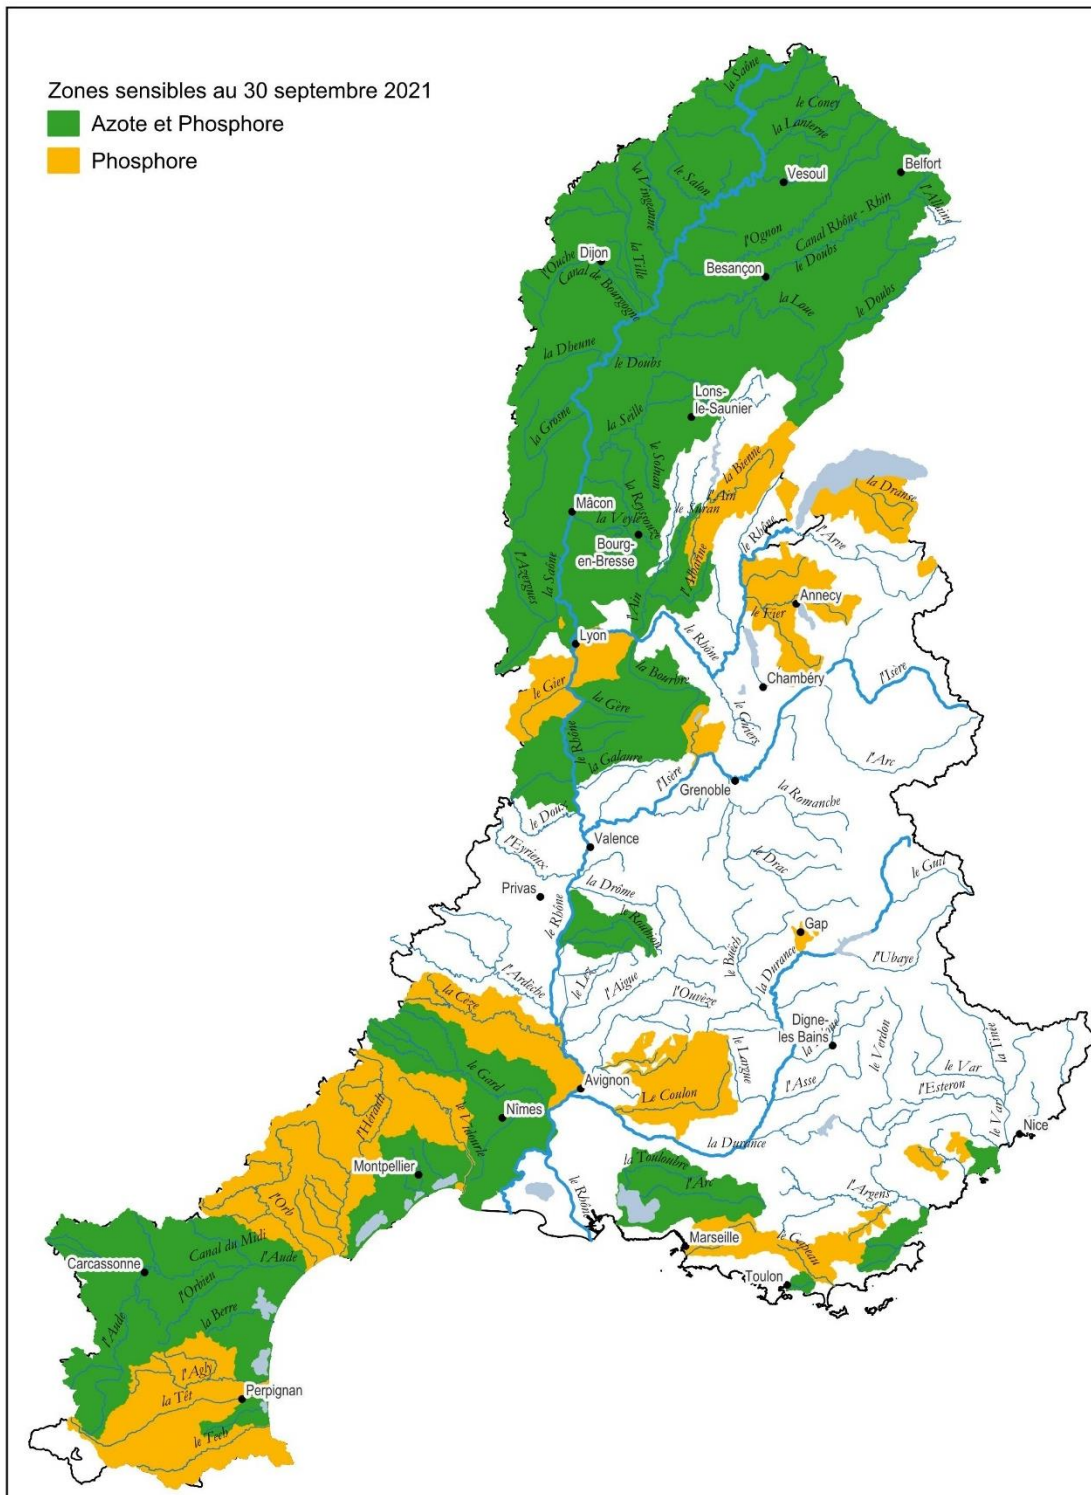 Zones sensibles au 30 septembre 2021
Azote et Phosphore
Phosphore
la Saône
le Coney
la Lanterne
Belfort
Vesoul
le Salon
la Vingeanne
l'Allaine
l'Ognon
Canal Rhône - Rhin
l'Ouche
Dijon
la Tille
Besançon
le Doubs
Canal de Bourgogne
la Loue
le Doubs
la Dheune
le Doubs
Lons-
le-Saunier
la Seille
la Grosne
le Solnan
la Bienne
la Dranse
l'Ain
le Suran
la Reyssouze
Mâcon
la Veyle
Bourg-
en-Bresse
le Rhône
l'Arve
l'Azergues
la Saône
l'Albarine
l'Ain
Annecy
le Fier
Lyon
le Rhône
la Bourbre
l'Isère
Chambéry
le Gier
la Gère
le Guiers
le Rhône
la Galaure
l'Isère
l'Arc
Grenoble
la Romanche
le Doux
Valence
l'Eyrieux
le Drac
le Guil
Privas
la Drôme
le Rhône
le Roubion
Gap
le Buëch
la Durance
l'Ubaye
l'Ardèche
le Lez
l'Aigue
l'Ouvèze
la Cèze
Digne-
les Bains
le Verdon
la Tinée
le Largue
le Var
l'Asse
l'Esteron
Avignon
Le Coulon
le Gard
Nîmes
le Var
Nice
l'Hérault
le Vidourle
la Durance
Montpellier
la Touloubre
l'Arc
le Rhône
l'Orb
l'Argens
Marseille
le Gapeau
Canal du Midi
l'Aude
Carcassonne
Toulon
l'Orbieu
la Berre
l'Aude
l'Agly
la Têt
Perpignan
le Tech